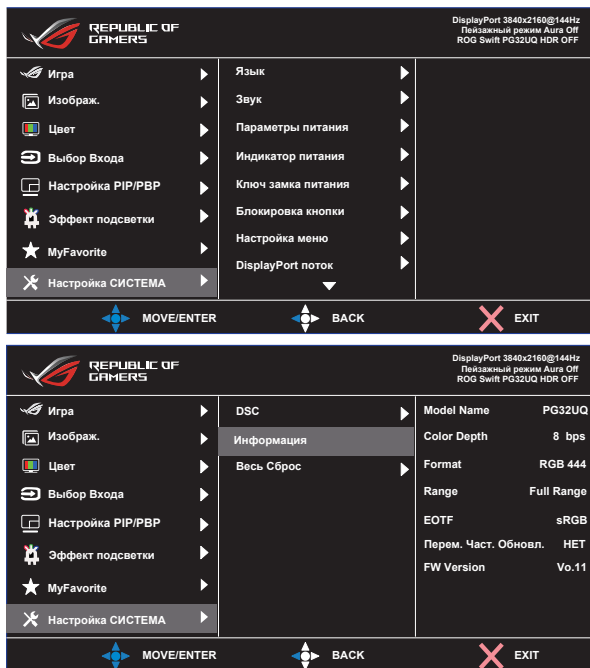 REPUBLIC OF
GAMERS
DisplayPort 3840x2160@144Hz
Пейзажный режим Aura Off
ROG Swift PG32UQ HDR OFF
Игра
Изображ.
Цвет
Выбор Входа
Настройка PIP/PBP
Эффект подсветки
MyFavorite
Настройка СИСТЕМА
Язык
Звук
Параметры питания
Индикатор питания
Ключ замка питания
Блокировка кнопки
Настройка меню
DisplayPort поток
MOVE/ENTER
BACK
EXIT
REPUBLIC OF
GAMERS
DisplayPort 3840x2160@144Hz
Пейзажный режим Aura Off
ROG Swift PG32UQ HDR OFF
Игра
Изображ.
Цвет
Выбор Входа
Настройка PIP/PBP
Эффект подсветки
MyFavorite
Настройка СИСТЕМА
DSC
Информация
Весь Сброс
Model Name PG32UQ
Color Depth 8 bps
Format RGB 444
Range Full Range
EOTF sRGB
Перем. Част. Обновл. НЕТ
FW Version Vo.11
MOVE/ENTER
BACK
EXIT